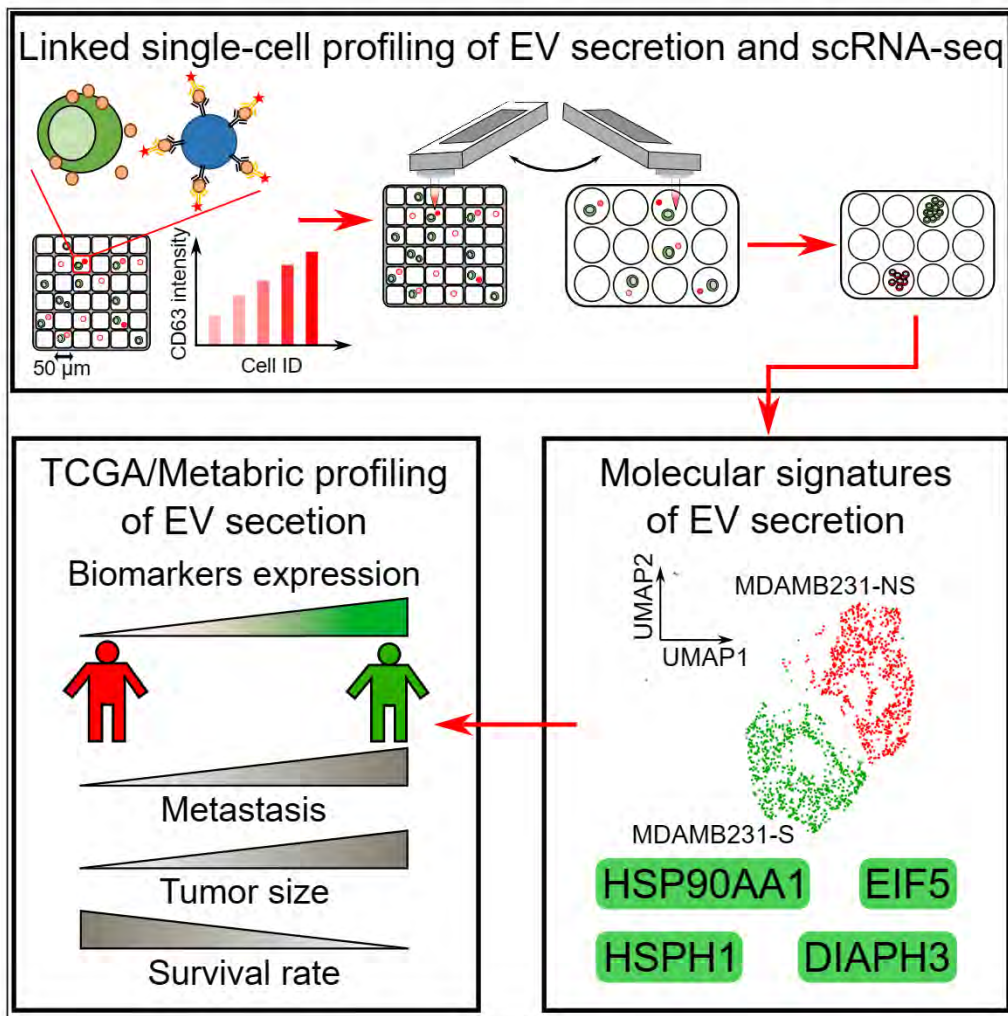 Linked single-cell profiling of EV secretion and scRNA-seq
CD63 intensity
Cell ID
50 µm
TCGA/Metabric profiling
of EV secetion
Biomarkers expression
Metastasis
Tumor size
Survival rate
Molecular signatures
of EV secretion
UMAP2
UMAP1
MDAMB231-NS
MDAMB231-S
HSP90AA1
EIF5
HSPH1
DIAPH3